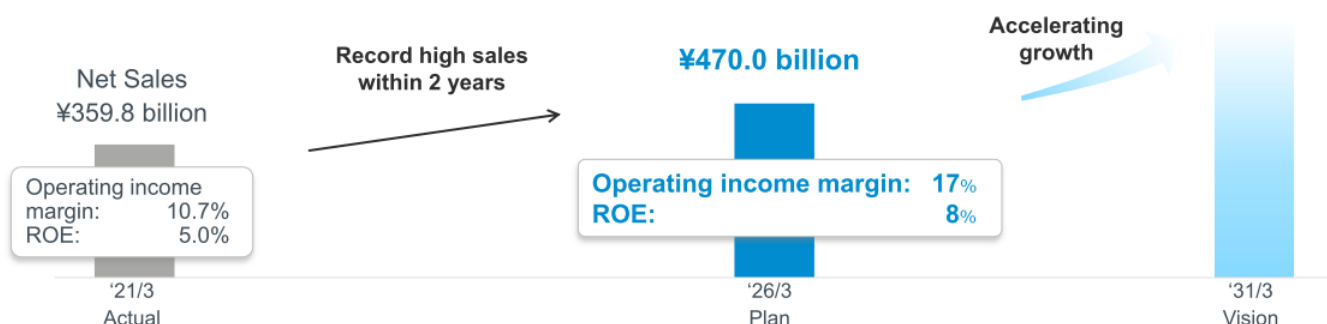 Net Sales
¥359.8 billion
Operating income
margin: 10.7%
ROE: 5.0%
‘21/3
Actual
Record high sales
within 2 years
¥470.0 billion
Operating income margin: 17%
ROE: 8%
‘26/3
Plan
Accelerating
growth
‘31/3
Vision